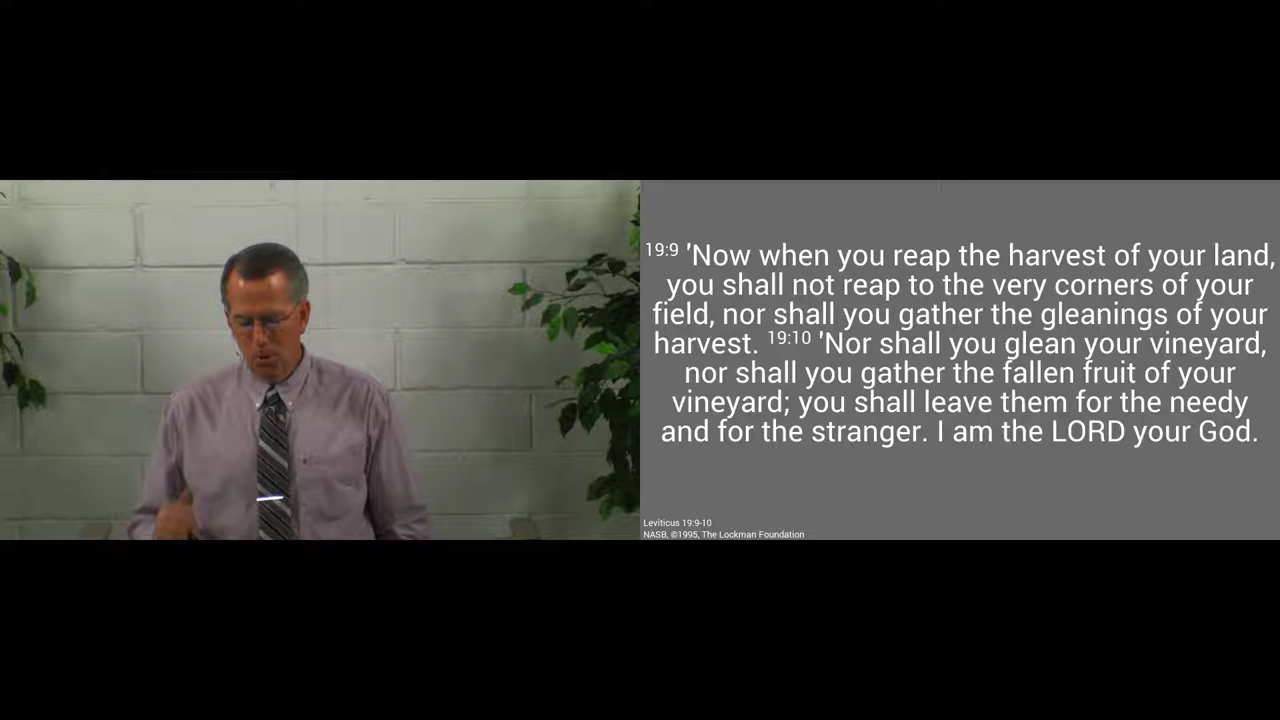 19:9 'Now when you reap the harvest of your land,
you shall not reap to the very corners of your
field, nor shall you gather the gleanings of your
harvest. 19:10 'Nor shall you glean your vineyard,
nor shall you gather the fallen fruit of your
vineyard; you shall leave them for the needy
and for the stranger. I am the LORD your God.
Leviticus 19:9-10
NASB, ©1995, The Lockman Foundation